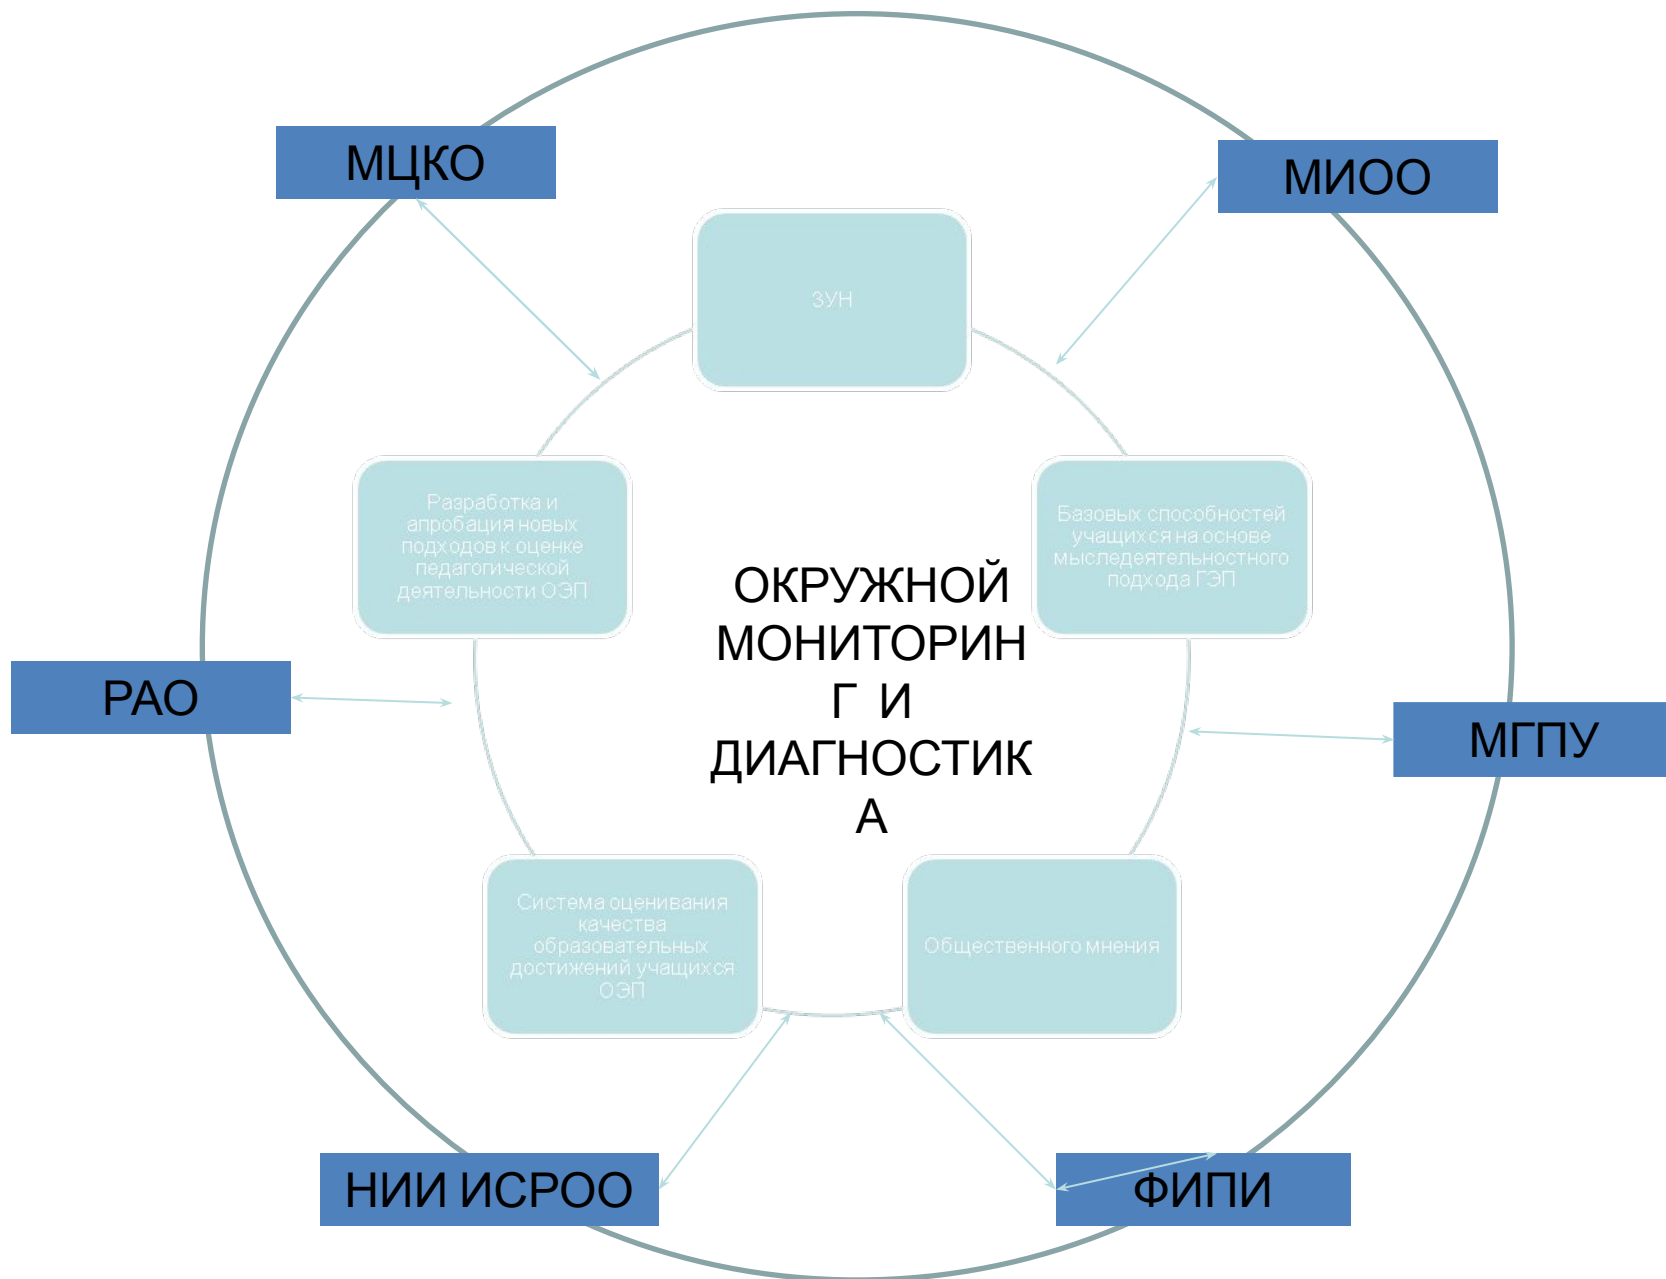 МЦКО
МИОО
ЗУН
Разработка и
апробация новых
подходов к оценке
педагогической
деятельности ОЭП
Базовых способностей
учащихся на основе
мыследеятельностного
подхода ГЭП
ОКРУЖНОЙ
МОНИТОРИН
Г И
ДИАГНОСТИК
А
РАО
МГПУ
Система оценивания
качества
образовательных
достижений учащихся
ОЭП
Общественного мнения
НИИ ИСРОО
ФИПИ